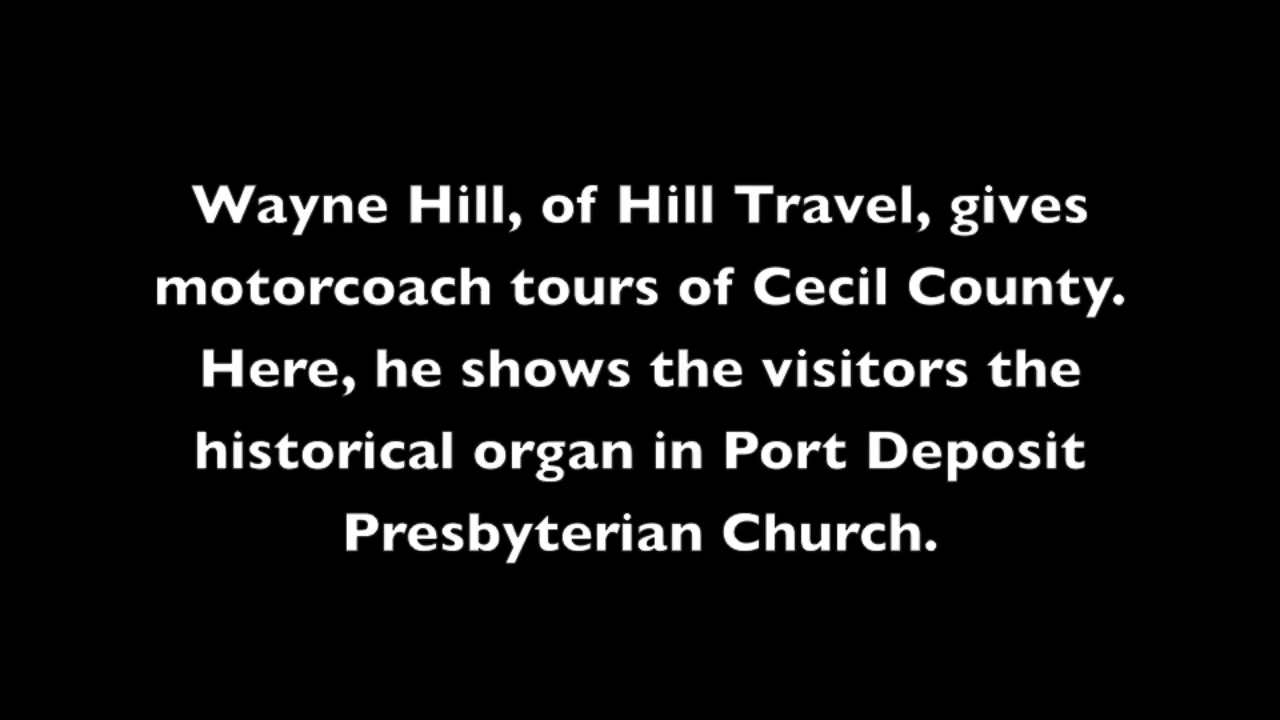 Wayne Hill, of Hill Travel, gives
motorcoach tours of Cecil County.
Here, he shows the visitors the
historical organ in Port Deposit
Presbyterian Church.